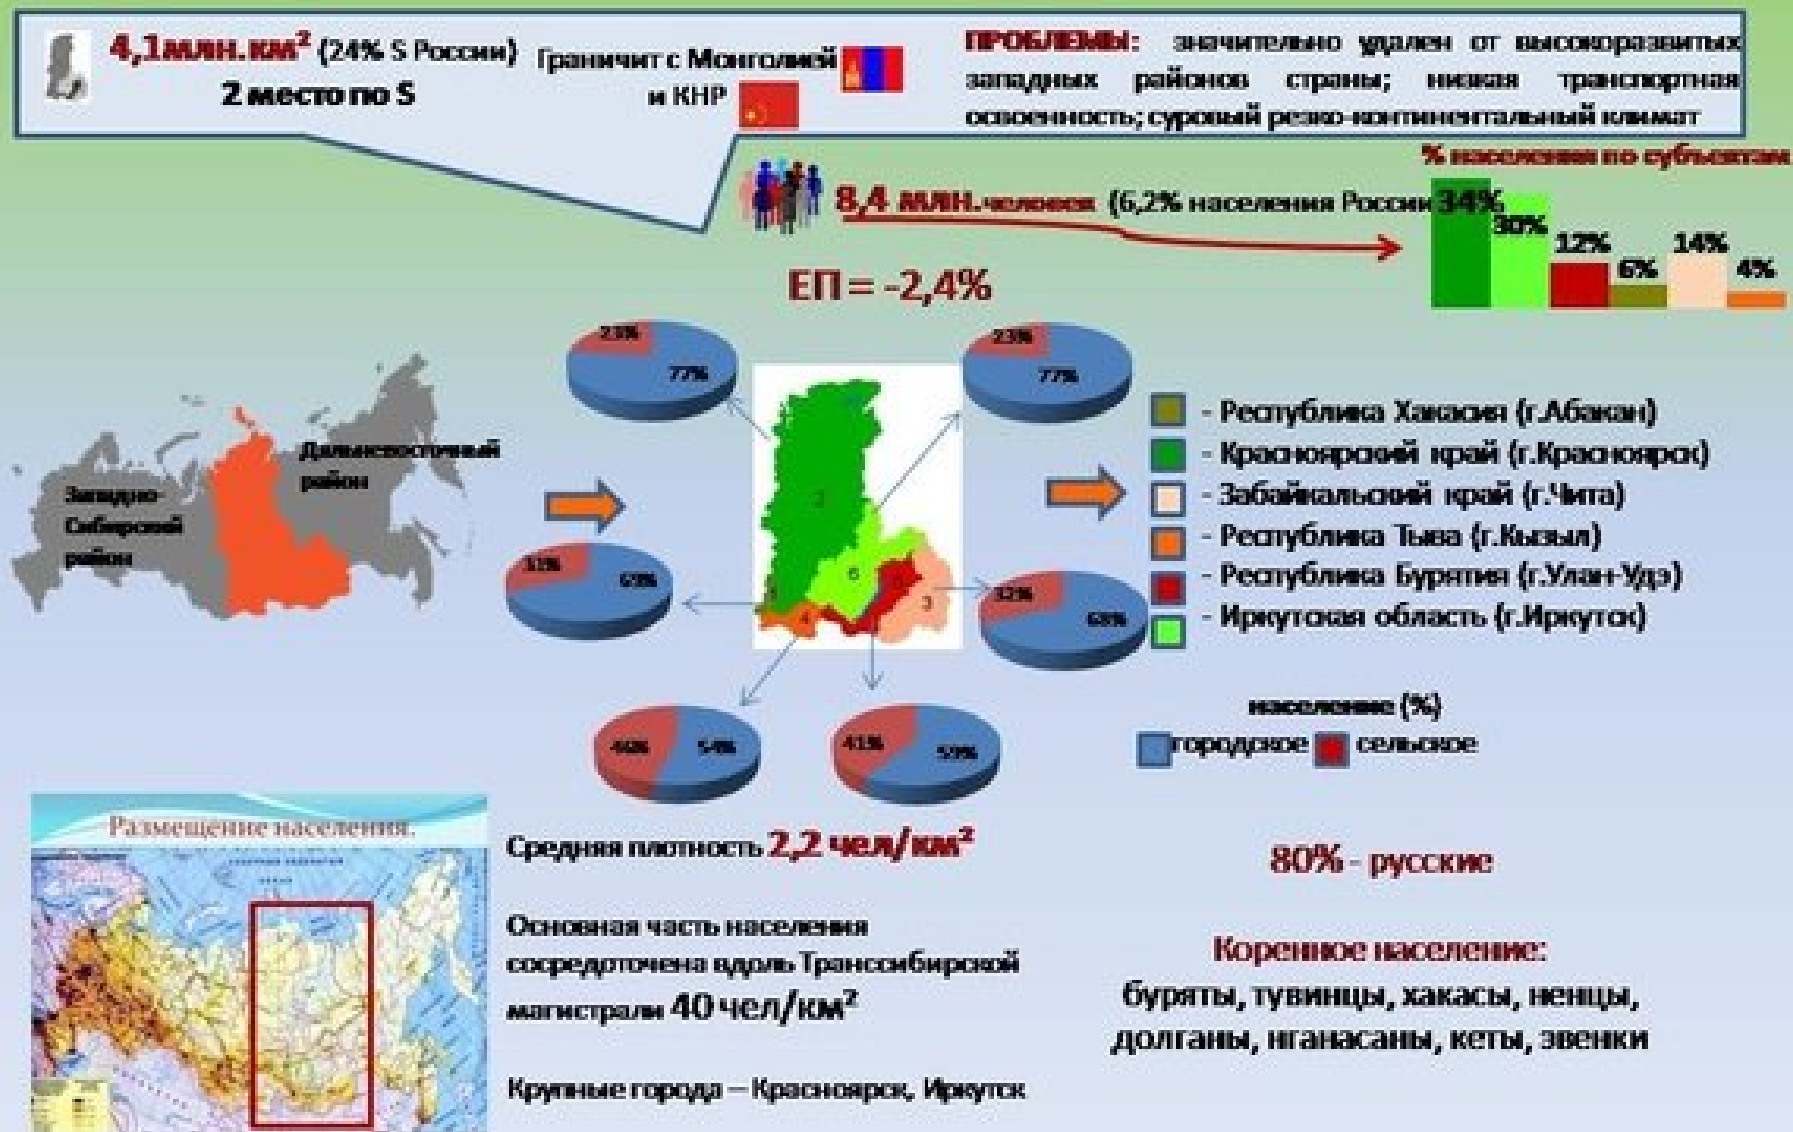 4,1млн.км² (24% S России)
2 место по S
Граничит с Монголией
и КНР
ПРОБЛЕМЫ: значительно удален от высокоразвитых
западных районов страны; низкая транспортная
освоенность; суровый резко-континентальный климат
% населения по субъектам
8,4 млн.человек (6,2% населения России
34%
30%
12%
6%
14%
4%
ЕП = -2,4%
23%
77%
23%
77%
Дальневосточный
район
Западно-
Сибирский
район
31%
69%
32%
68%
46%
54%
41%
59%
2
6
3
4
- Республика Хакасия (г.Абакан)
- Красноярский край (г.Красноярск)
- Забайкальский край (г.Чита)
- Республика Тыва (г.Кызыл)
- Республика Бурятия (г.Улан-Удэ)
- Иркутская область (г.Иркутск)
население (%)
городское сельское
Размещение населения.
Средняя плотность 2,2 чел/км²
Основная часть населения
сосредоточена вдоль Транссибирской
магистрали 40 чел/км²
Крупные города – Красноярск, Иркутск
80% - русские
Коренное население:
буряты, тувинцы, хакасы, ненцы,
долганы, нганасаны, кеты, эвенки